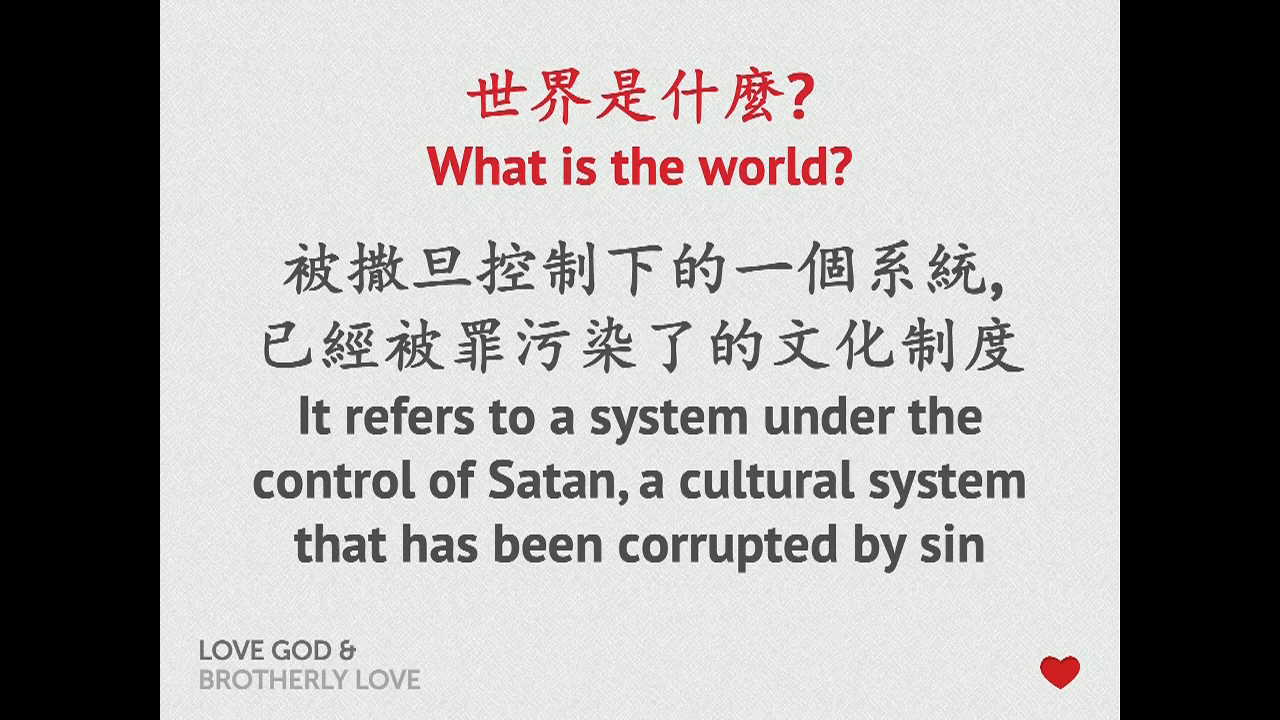 世界是什麼?
What is the world?
被撒旦控制下的一個系統,
已經被罪污染了的文化制度
It refers to a system under the
control of Satan, a cultural system
that has been corrupted by sin
LOVE GOD &
BROTHERLY LOVE